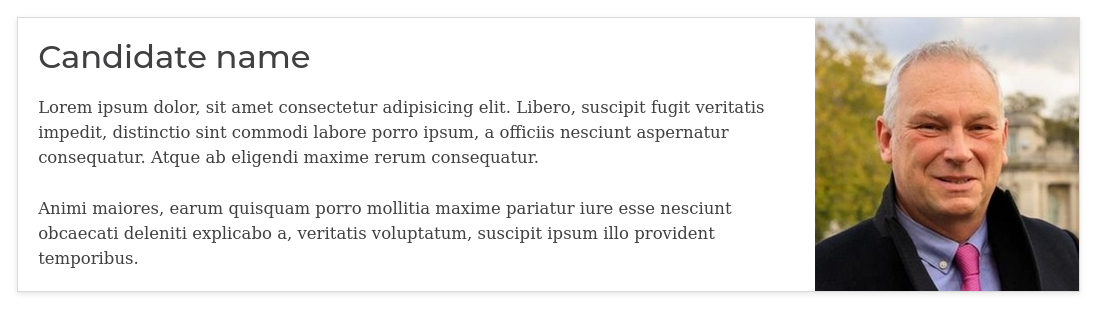 Candidate name
Lorem ipsum dolor, sit amet consectetur adipisicing elit. Libero, suscipit fugit veritatis
impedit, distinctio sint commodi labore porro ipsum, a officiis nesciunt aspernatur
consequatur. Atque ab eligendi maxime rerum consequatur.
Animi maiores, earum quisquam porro mollitia maxime pariatur iure esse nesciunt
obcaecati deleniti explicabo a, veritatis voluptatum, suscipit ipsum illo provident
temporibus.